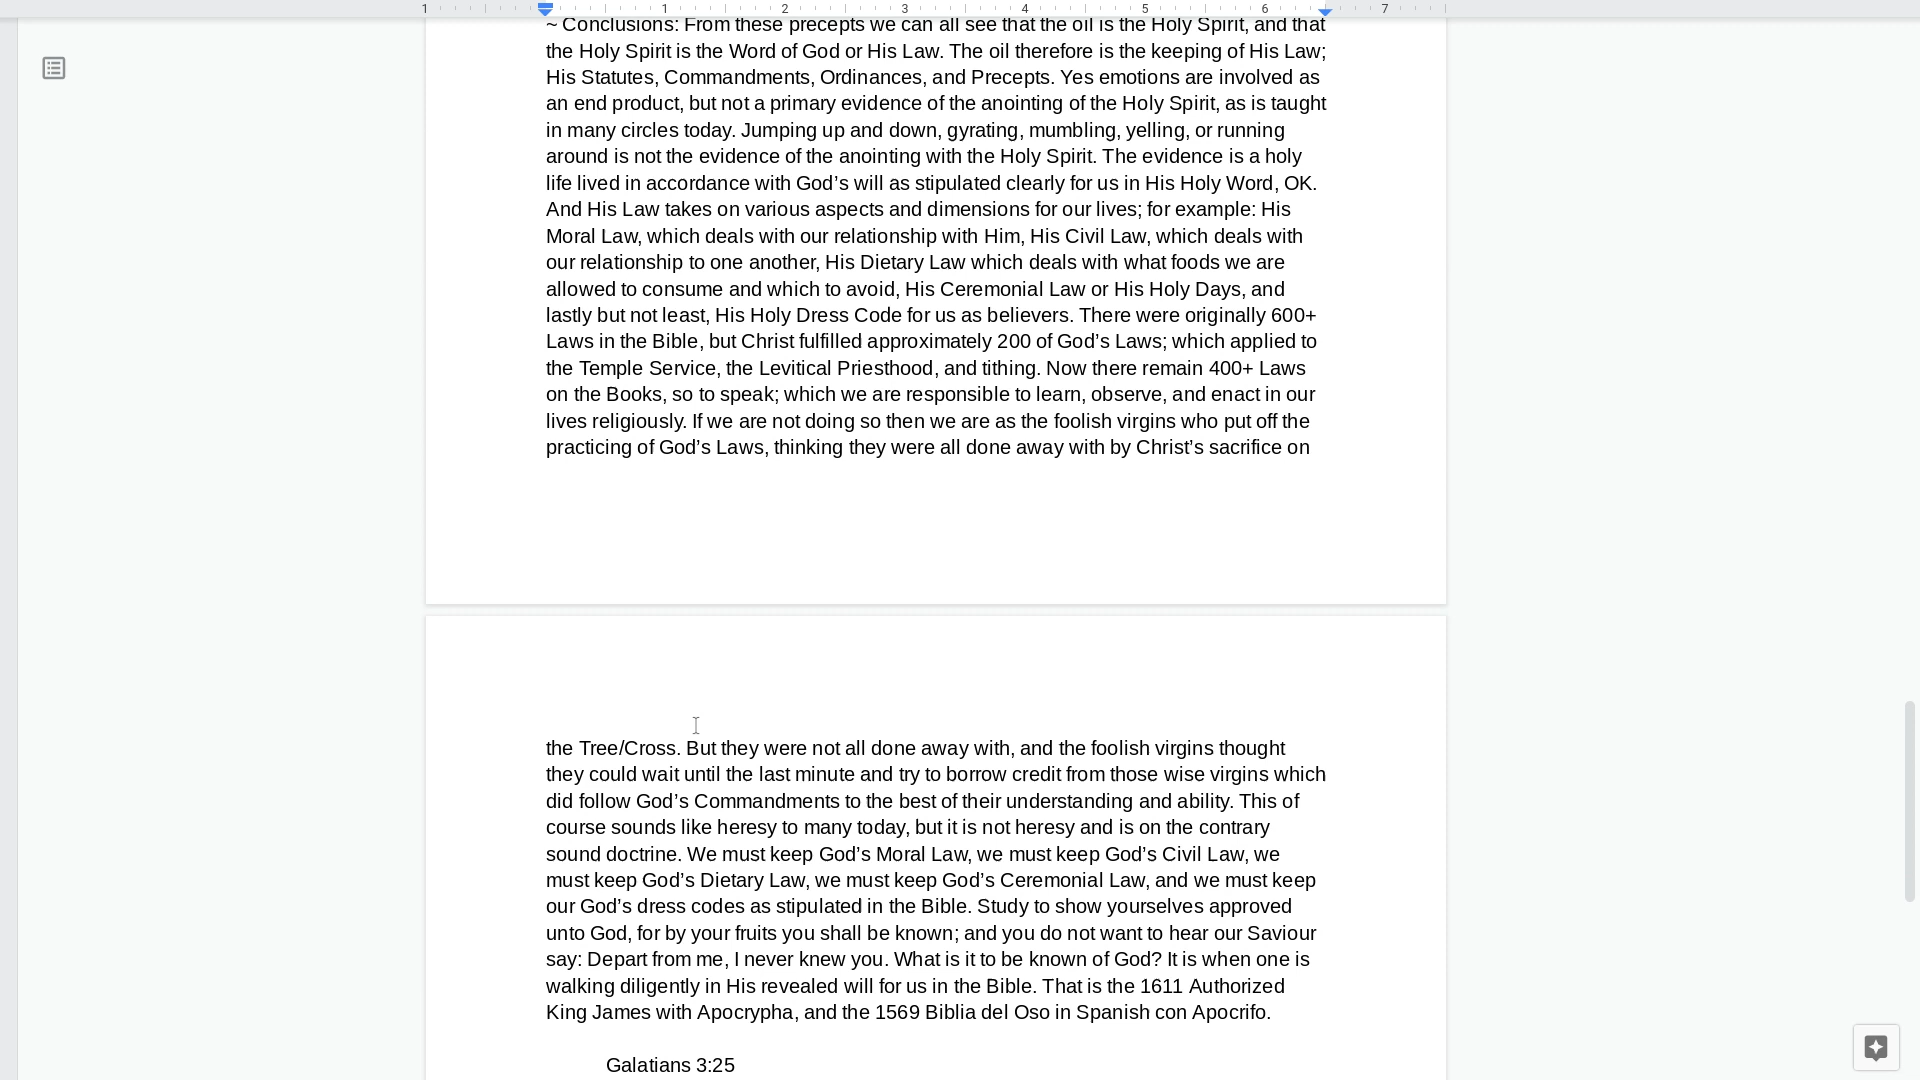 1 1 2 3 4 5 6 7
~ Conclusions: From these precepts we can all see that the oil is the Holy Spirit, and that
the Holy Spirit is the Word of God or His Law. The oil therefore is the keeping of His Law;
His Statutes, Commandments, Ordinances, and Precepts. Yes emotions are involved as
an end product, but not a primary evidence of the anointing of the Holy Spirit, as is taught
in many circles today. Jumping up and down, gyrating, mumbling, yelling, or running
around is not the evidence of the anointing with the Holy Spirit. The evidence is a holy
life lived in accordance with God’s will as stipulated clearly for us in His Holy Word, OK.
And His Law takes on various aspects and dimensions for our lives; for example: His
Moral Law, which deals with our relationship with Him, His Civil Law, which deals with
our relationship to one another, His Dietary Law which deals with what foods we are
allowed to consume and which to avoid, His Ceremonial Law or His Holy Days, and
lastly but not least, His Holy Dress Code for us as believers. There were originally 600+
Laws in the Bible, but Christ fulfilled approximately 200 of God’s Laws; which applied to
the Temple Service, the Levitical Priesthood, and tithing. Now there remain 400+ Laws
on the Books, so to speak; which we are responsible to learn, observe, and enact in our
lives religiously. If we are not doing so then we are as the foolish virgins who put off the
practicing of God’s Laws, thinking they were all done away with by Christ’s sacrifice on
the Tree/Cross. But they were not all done away with, and the foolish virgins thought
they could wait until the last minute and try to borrow credit from those wise virgins which
did follow God’s Commandments to the best of their understanding and ability. This of
course sounds like heresy to many today, but it is not heresy and is on the contrary
sound doctrine. We must keep God’s Moral Law, we must keep God’s Civil Law, we
must keep God’s Dietary Law, we must keep God’s Ceremonial Law, and we must keep
our God’s dress codes as stipulated in the Bible. Study to show yourselves approved
unto God, for by your fruits you shall be known; and you do not want to hear our Saviour
say: Depart from me, I never knew you. What is it to be known of God? It is when one is
walking diligently in His revealed will for us in the Bible. That is the 1611 Authorized
King James with Apocrypha, and the 1569 Biblia del Oso in Spanish con Apocrifo.
Galatians 3:25